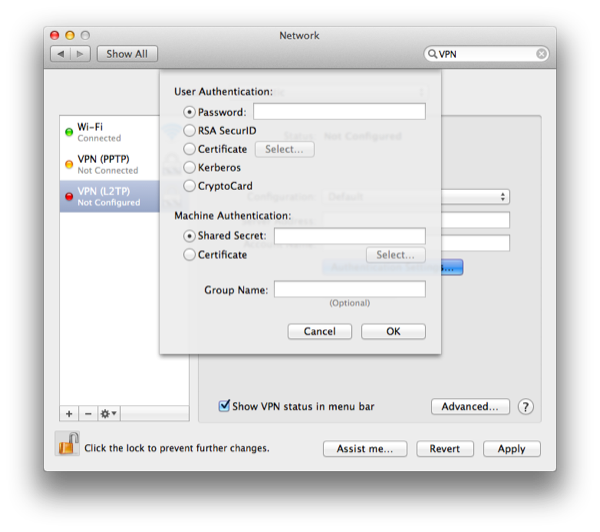 Network
Show All
VPN
User Authentication:
Password:
RSA SecurID
Certificate Select...
Kerberos
CryptoCard
Machine Authentication:
Shared Secret:
Certificate Select...
Group Name:
(Optional)
Cancel OK
Wi-Fi
Connected
VPN (PPTP)
Not Connected
VPN (L2TP)
Not Configured
Status: Not Configured
Configuration: Default
Show VPN status in menu bar
Advanced... ?
Click the lock to prevent further changes.
Assist me... Revert Apply